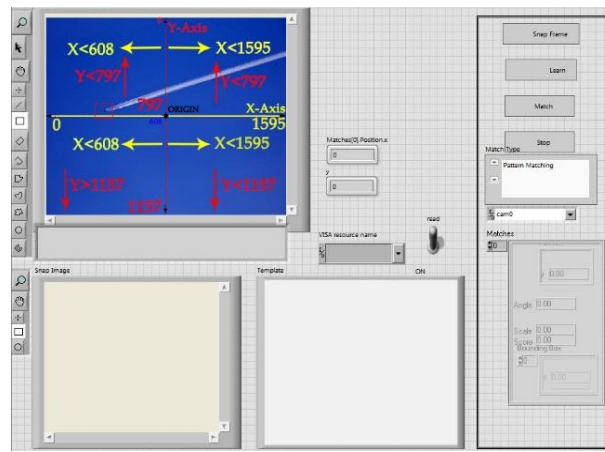 Y-Axis
X<608
X<1595
Y<797
Y<797
797
ORIGIN
X-Axis
0
608
1595
X<608
X<1595
Y>1157
Y<1157
1157
Snap Frame
Learn
Match
Stop
Match Type
Pattern Matching
cam0
Matches
0
Matches[0].Position.x
0
y
0
VISA resource name
read
ON
Snap Image
Template
y 0.00
Angle 0.00
Scale 0.00
Score 0.00
Bounding Box
0
x 0.00